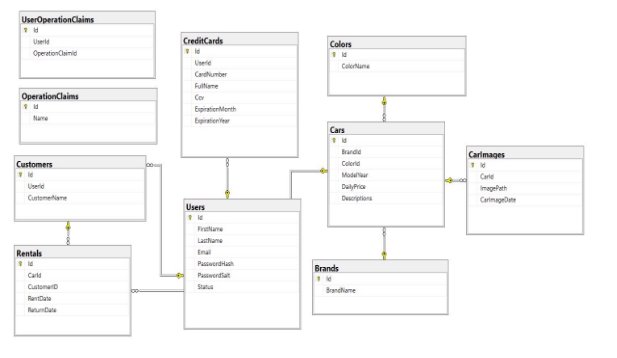 UserOperationClaims
Id
UserId
OperationClaimId
OperationClaims
Id
Name
Customers
Id
UserId
CustomerName
Rentals
Id
CarId
CustomerID
RentDate
ReturnDate
CreditCards
Id
UserId
CardNumber
FullName
Ccv
ExpirationMonth
ExpirationYear
Users
Id
FirstName
LastName
Email
PasswordHash
PasswordSalt
Status
Colors
Id
ColorName
Cars
Id
BrandId
ColorId
ModelYear
DailyPrice
Descriptions
Brands
Id
BrandName
CarImages
Id
CarId
ImagePath
CarImageDate